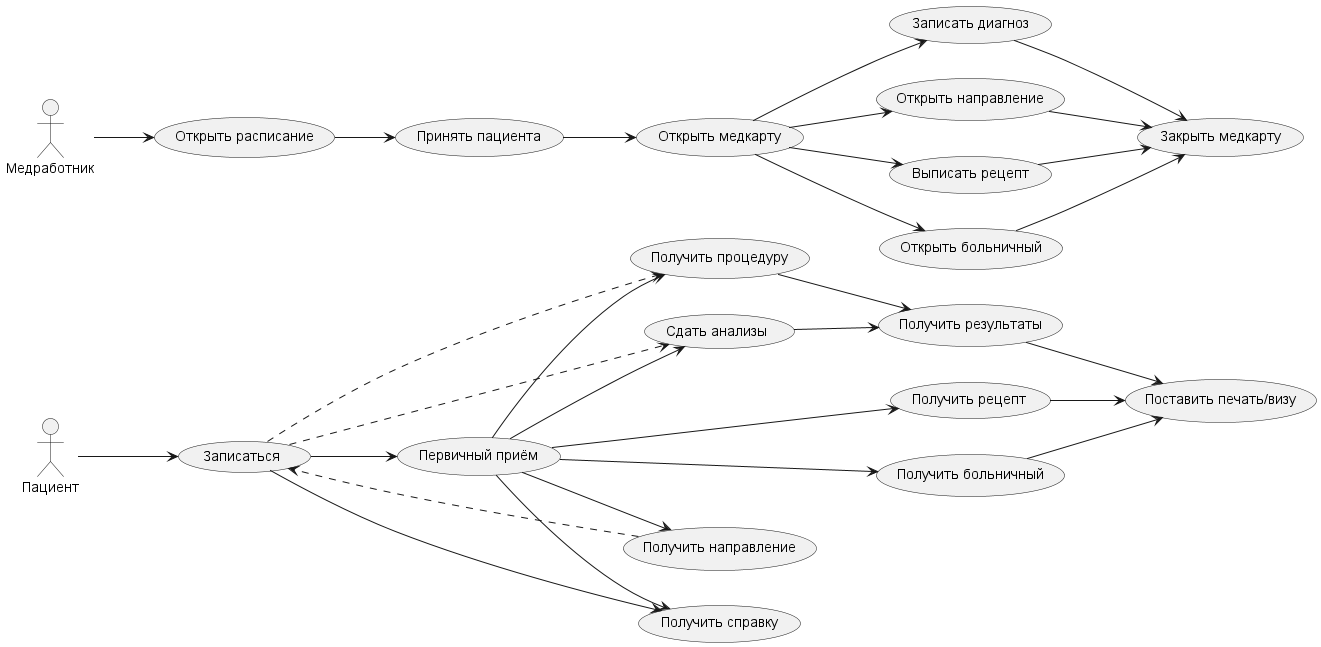 Записать диагноз
Открыть направление
Медработник
Открыть расписание
Принять пациента
Открыть медкарту
Закрыть медкарту
Выписать рецепт
Открыть больничный
Получить процедуру
Сдать анализы
Получить результаты
Получить рецепт
Поставить печать/визу
Пациент
Записаться
Первичный приём
Получить больничный
Получить направление
Получить справку